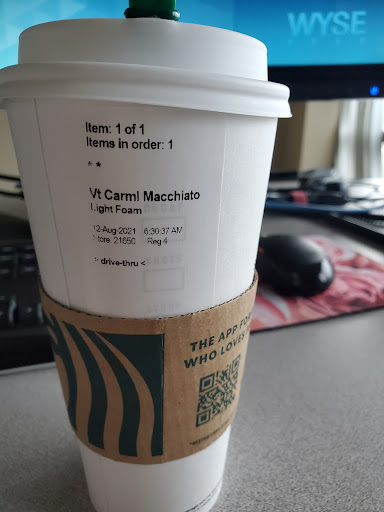 WYSE
Item: 1 of 1
Items in order: 1
* *
Vt Carml Macchiato
Light Foam
12-Aug-2021 6:30:37 AM
Store 21650 Reg 4
> drive-thru <
THE APP FOR
WHO LOVES